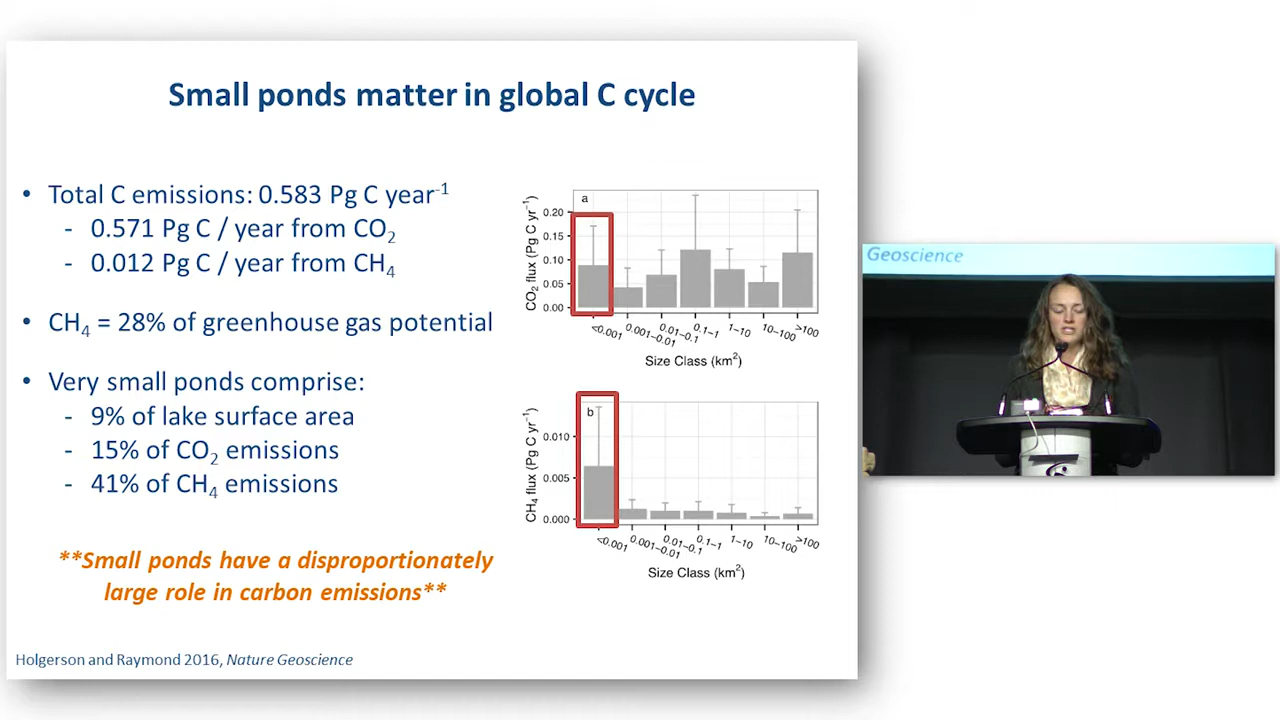 Small ponds matter in global C cycle
• Total C emissions: 0.583 Pg C year⁻¹
- 0.571 Pg C / year from CO₂
- 0.012 Pg C / year from CH₄
• CH₄ = 28% of greenhouse gas potential
• Very small ponds comprise:
- 9% of lake surface area
- 15% of CO₂ emissions
- 41% of CH₄ emissions
**Small ponds have a disproportionately
large role in carbon emissions**
Holgerson and Raymond 2016, Nature Geoscience
a
CO₂ flux (Pg C yr⁻¹)
0.20
0.15
0.10
0.05
0.00
<0.001
0.001–0.01
0.01–0.1
0.1–1
1–10
10–100
>100
Size Class (km²)
b
CH₄ flux (Pg C yr⁻¹)
0.010
0.005
0.000
<0.001
0.001–0.01
0.01–0.1
0.1–1
1–10
10–100
>100
Size Class (km²)
Geoscience